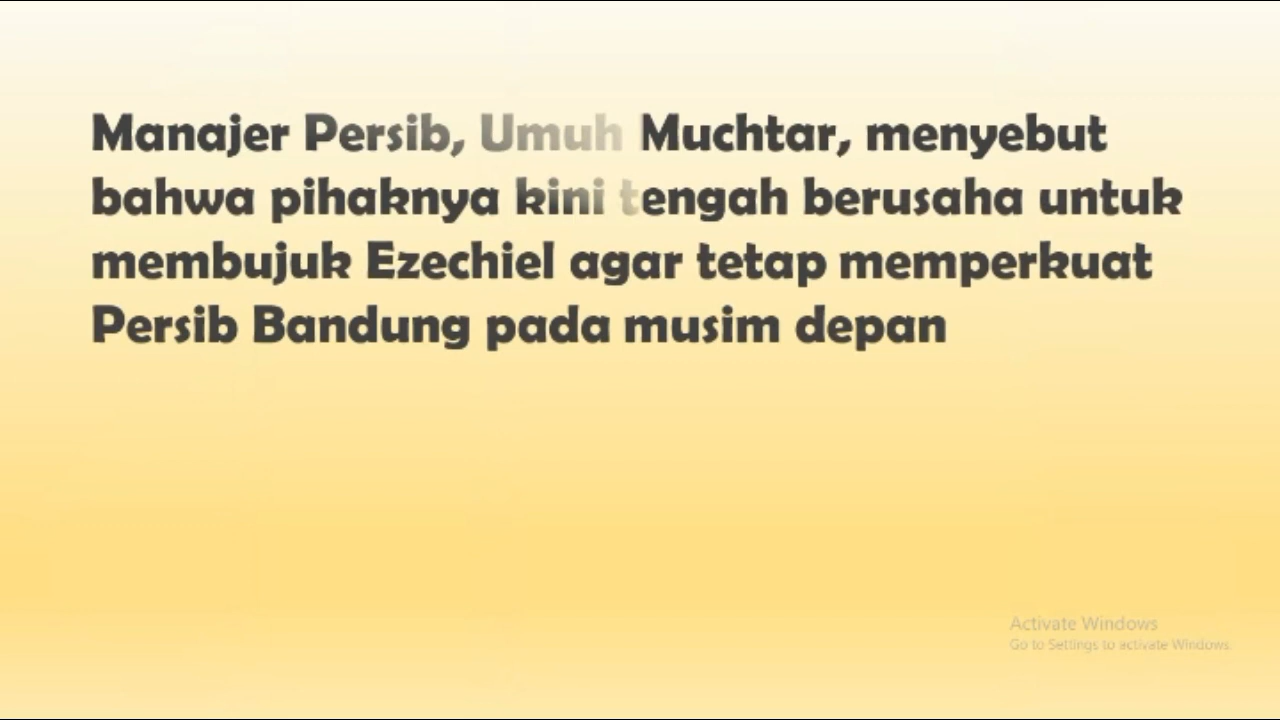 Manajer Persib, Umuh Muchtar, menyebut
bahwa pihaknya kini tengah berusaha untuk
membujuk Ezechiel agar tetap memperkuat
Persib Bandung pada musim depan
Activate Windows
Go to Settings to activate Windows.